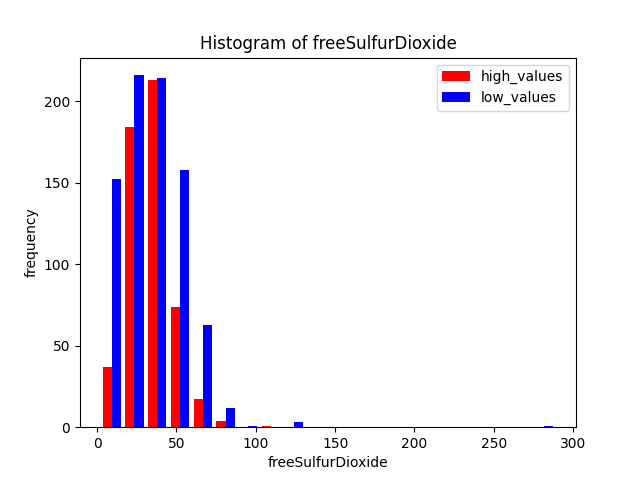 Histogram of freeSulfurDioxide
high_values
low_values
200
150
100
50
0
frequency
0 50 100 150 200 250 300
freeSulfurDioxide